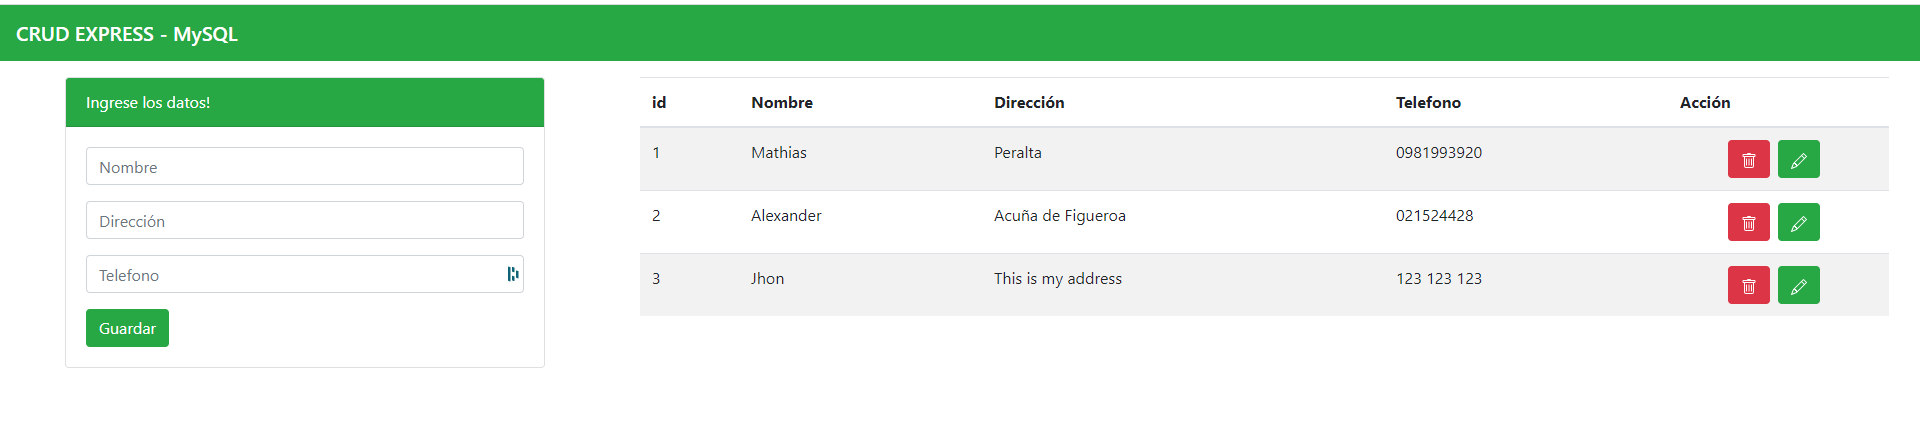 CRUD EXPRESS - MySQL
Ingrese los datos!
Nombre
Dirección
Telefono
Guardar
id Nombre Dirección Telefono Acción
1 Mathias Peralta 0981993920
2 Alexander Acuña de Figueroa 021524428
3 Jhon This is my address 123 123 123